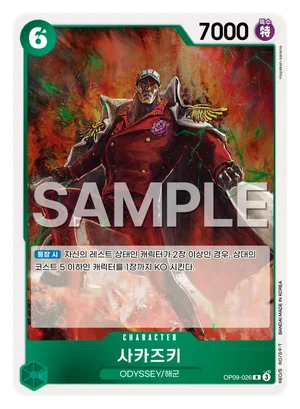 6
7000
특수
特
SAMPLE
등장 시 자신의 레스트 상태인 캐릭터가 2장 이상인 경우, 상대의
코스트 5 이하인 캐릭터를 1장까지 KO 시킨다.
CHARACTER
사카즈키
ODYSSEY/해군
OP09-026 R